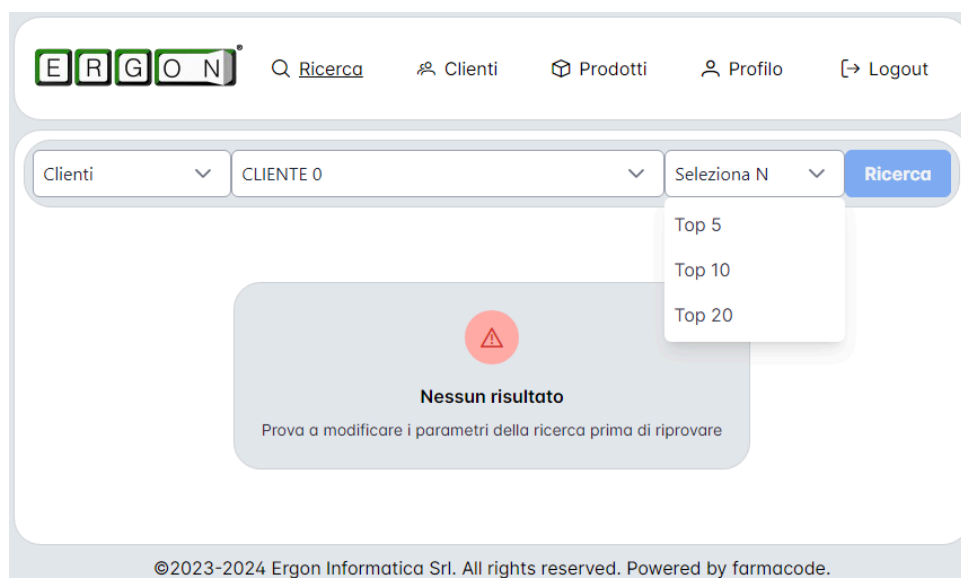 ERGON® Ricerca Clienti Prodotti Profilo Logout
Clienti CLIENTE 0 Seleziona N Ricerca
Top 5
Top 10
Top 20
Nessun risultato
Prova a modificare i parametri della ricerca prima di riprovare
©2023-2024 Ergon Informatica Srl. All rights reserved. Powered by farmacode.